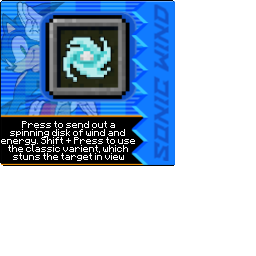 SONIC WIND
Press to send out a
spinning disk of wind and
energy. Shift + Press to use
the classic varient, which
stuns the target in view